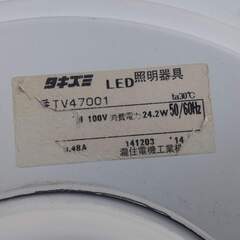 タキズミ LED照明器具
TV47001 ta30℃
100V 消費電力 24.2W 50/60Hz
.48A 141203 '14
瀧住電機工業